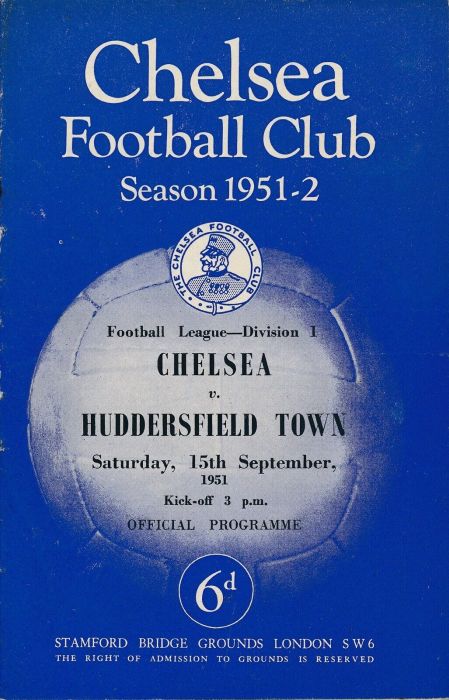 Chelsea
Football Club
Season 1951-2
THE CHELSEA FOOTBALL CLUB
Football League—Division 1
CHELSEA
v.
HUDDERSFIELD TOWN
Saturday, 15th September,
1951
Kick-off 3 p.m.
OFFICIAL PROGRAMME
6d
STAMFORD BRIDGE GROUNDS LONDON SW6
THE RIGHT OF ADMISSION TO GROUNDS IS RESERVED